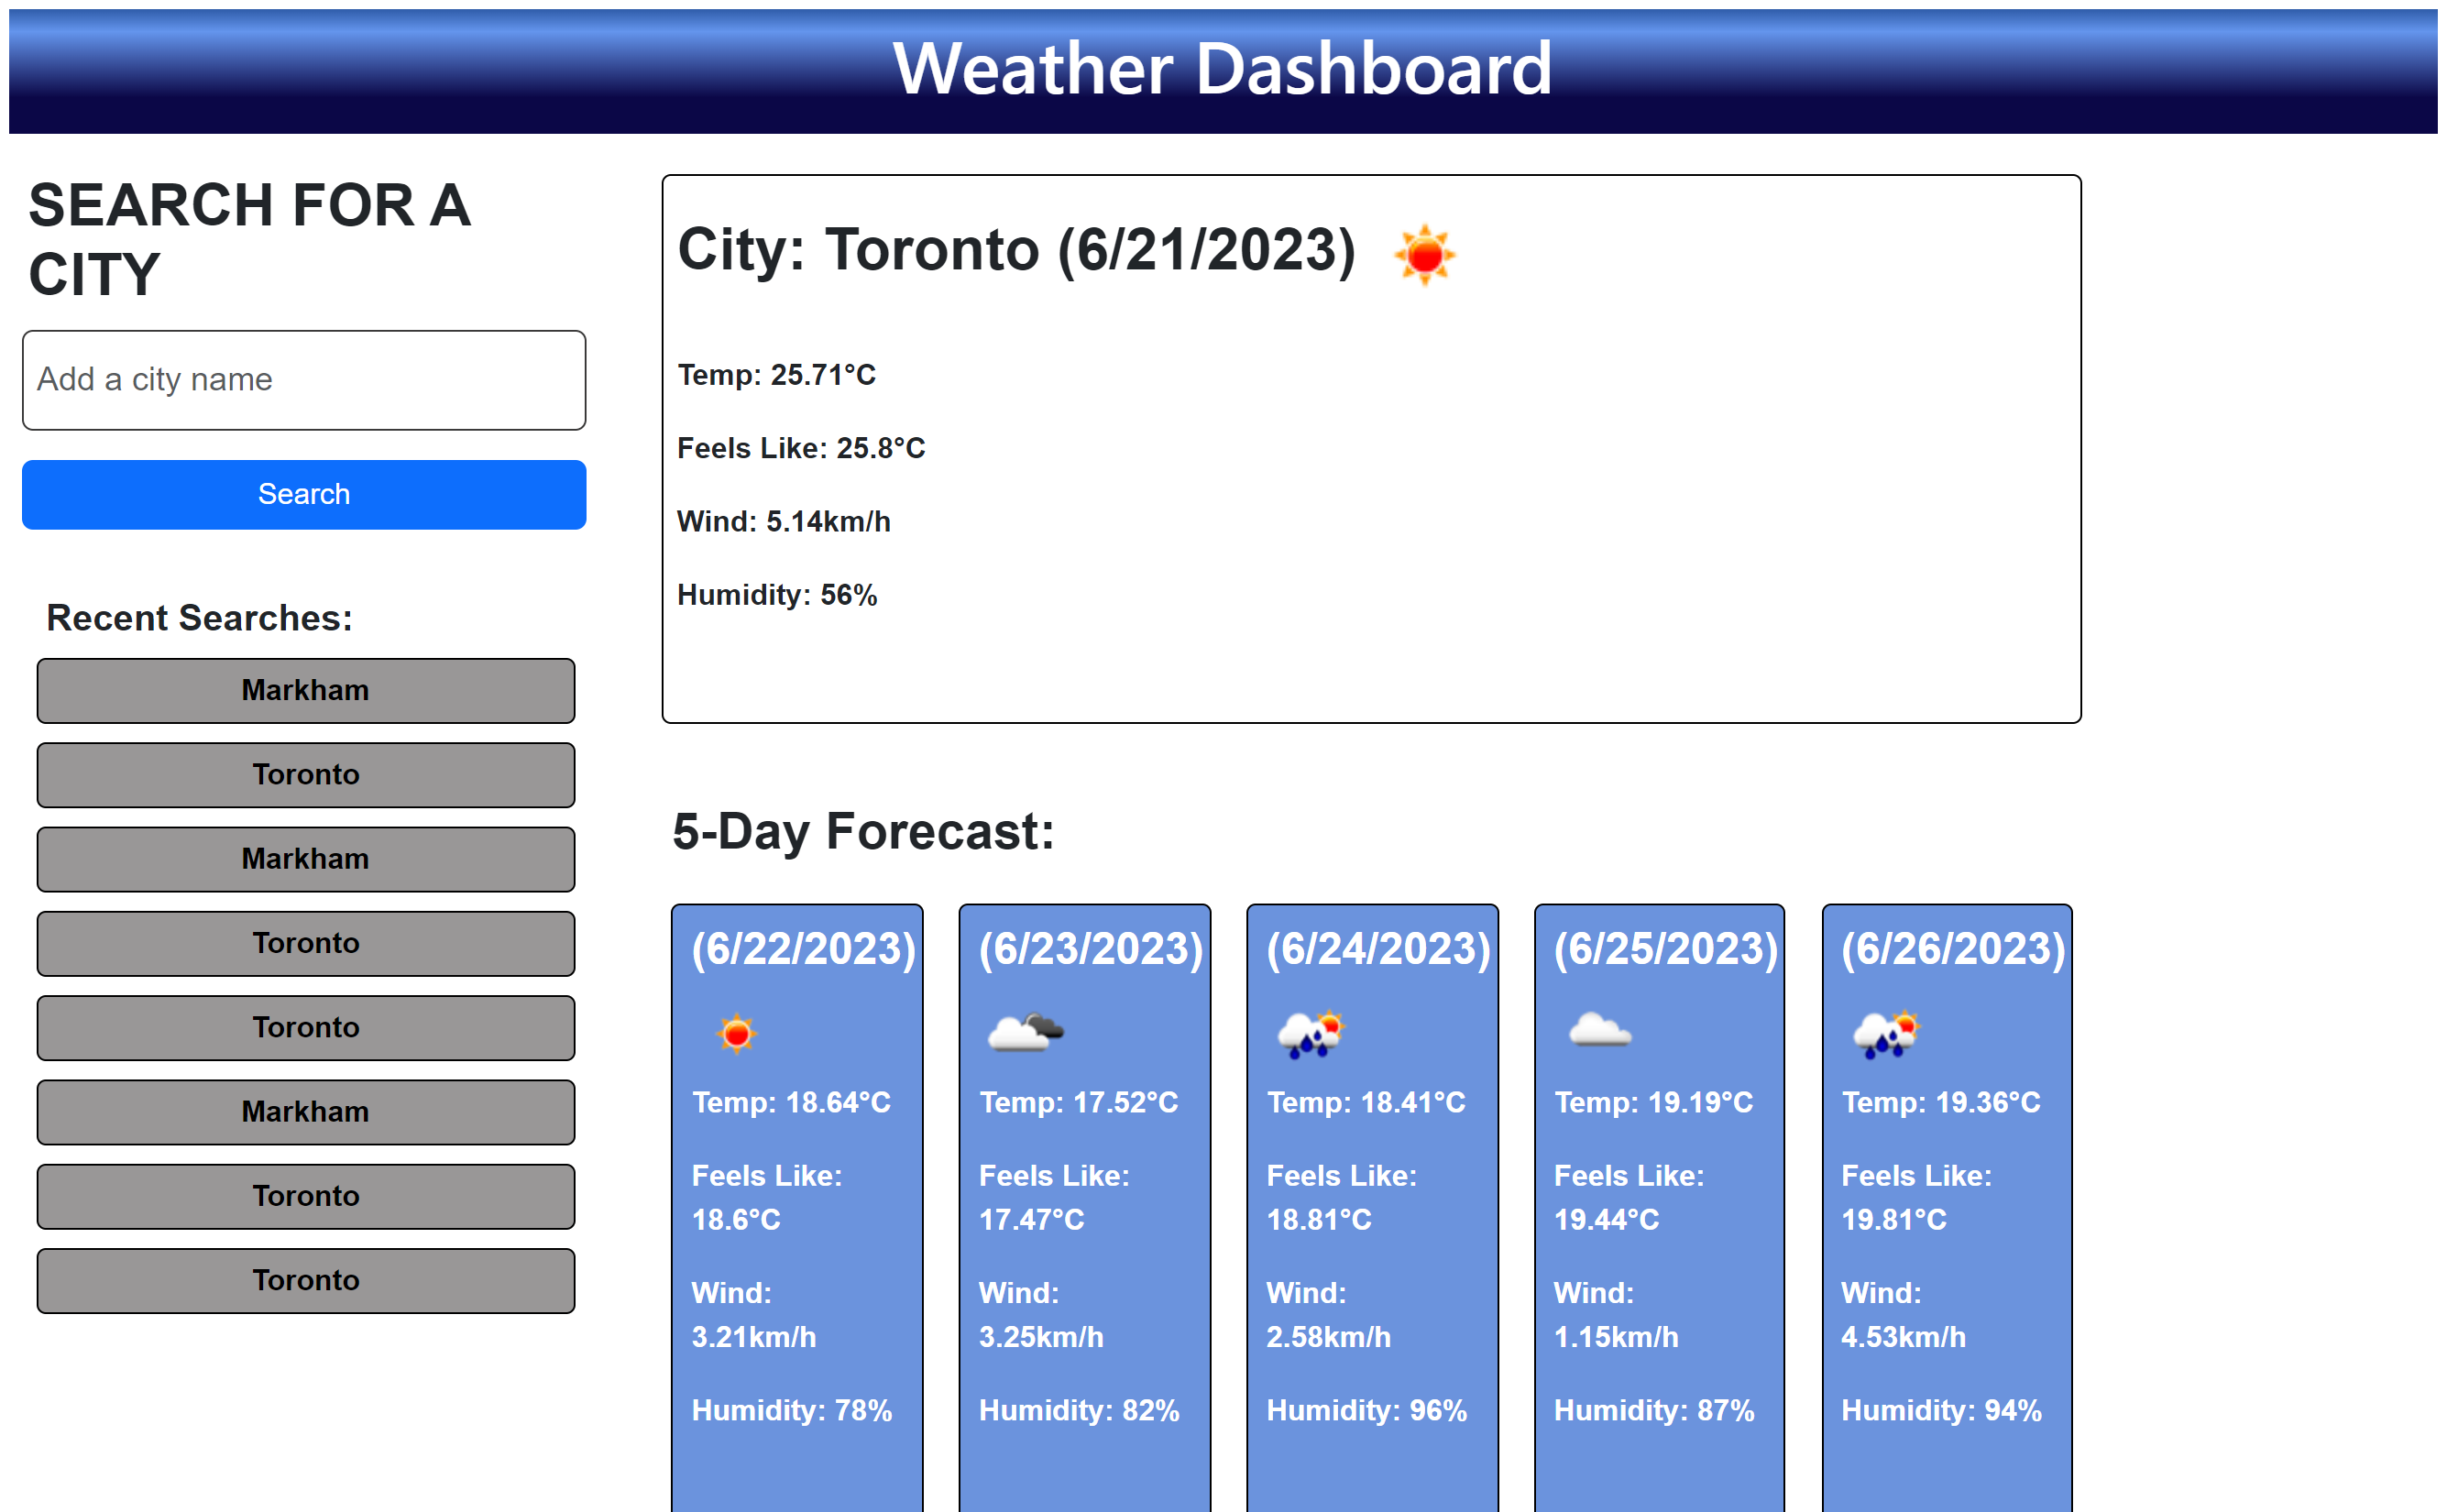 Weather Dashboard
SEARCH FOR A
CITY
Add a city name
Search
Recent Searches:
Markham
Toronto
Markham
Toronto
Toronto
Markham
Toronto
Toronto
City: Toronto (6/21/2023)
Temp: 25.71°C
Feels Like: 25.8°C
Wind: 5.14km/h
Humidity: 56%
5-Day Forecast:
(6/22/2023)
Temp: 18.64°C
Feels Like:
18.6°C
Wind:
3.21km/h
Humidity: 78%
(6/23/2023)
Temp: 17.52°C
Feels Like:
17.47°C
Wind:
3.25km/h
Humidity: 82%
(6/24/2023)
Temp: 18.41°C
Feels Like:
18.81°C
Wind:
2.58km/h
Humidity: 96%
(6/25/2023)
Temp: 19.19°C
Feels Like:
19.44°C
Wind:
1.15km/h
Humidity: 87%
(6/26/2023)
Temp: 19.36°C
Feels Like:
19.81°C
Wind:
4.53km/h
Humidity: 94%